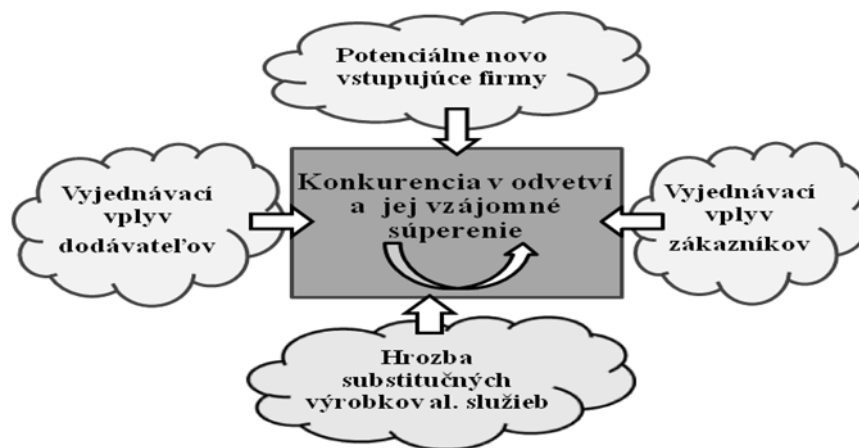 Potenciálne novo
vstupujúce firmy
Vyjednávací
vplyv
dodávateľov
Konkurencia v odvetví
a jej vzájomné
súperenie
Vyjednávací
vplyv
zákazníkov
Hrozba
substitučných
výrobkov al. služieb